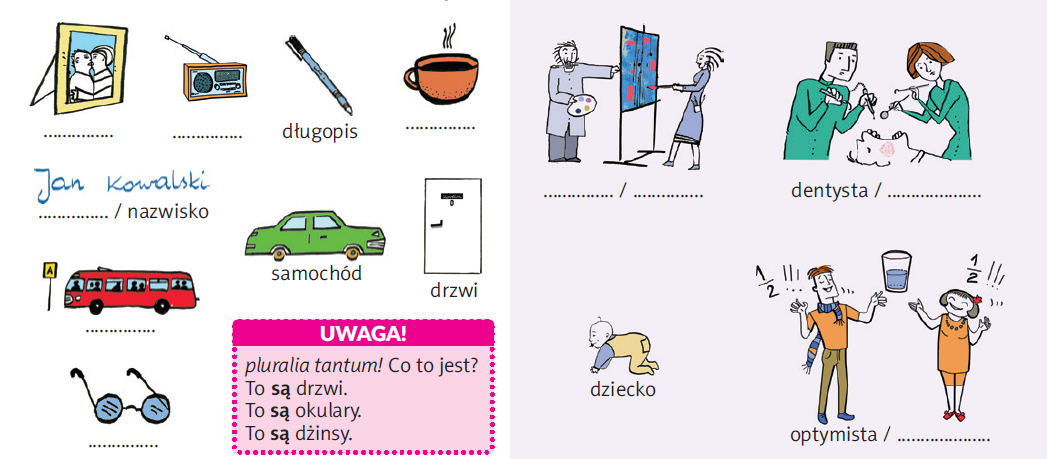 długopis
Jan Kowalski
............... / nazwisko
samochód
drzwi
A
UWAGA!
pluralia tantum! Co to jest?
To są drzwi.
To są okulary.
To są dżinsy.
............... / ...............
dentysta / ....................
1/2 !!!
1/2 !!!
dziecko
optymista / ....................